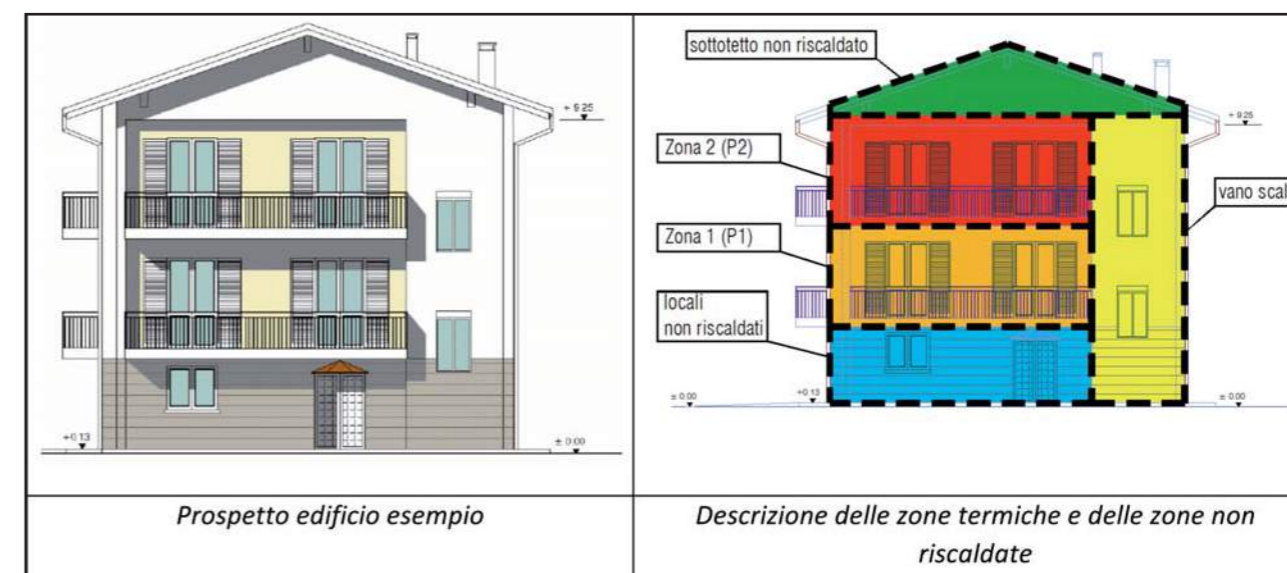 + 9.25
+0.13
± 0.00
Prospetto edificio esempio
sottotetto non riscaldato
+ 9.25
Zona 2 (P2)
vano scal
Zona 1 (P1)
locali
non riscaldati
± 0.00
+0.13
± 0.00
Descrizione delle zone termiche e delle zone non
riscaldate